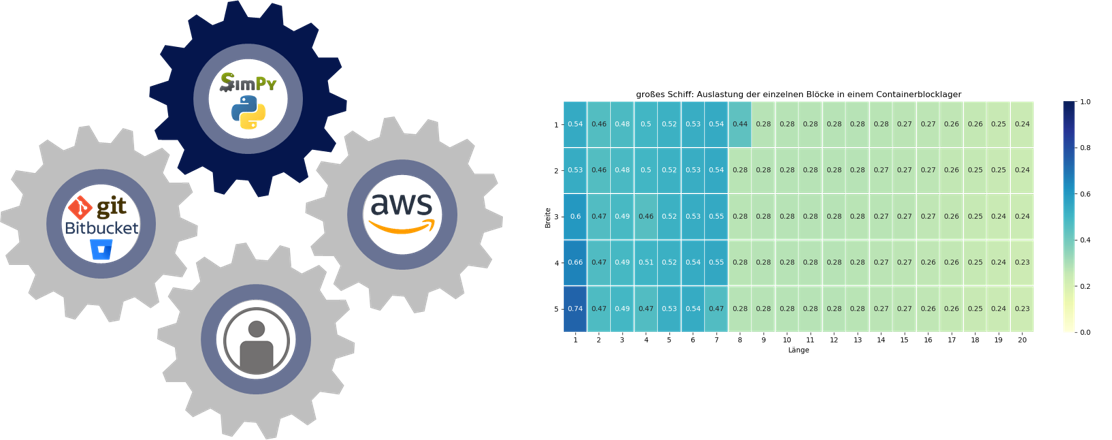 SimPy
git
Bitbucket
aws
großes Schiff: Auslastung der einzelnen Blöcke in einem Containerblocklager
1 0.54 0.46 0.48 0.5 0.52 0.53 0.54 0.44 0.28 0.28 0.28 0.28 0.28 0.27 0.27 0.27 0.26 0.26 0.25 0.24
2 0.53 0.46 0.48 0.5 0.52 0.53 0.54 0.28 0.28 0.28 0.28 0.28 0.28 0.27 0.27 0.26 0.26 0.25 0.25 0.24
3 0.6 0.47 0.49 0.46 0.52 0.53 0.55 0.28 0.28 0.28 0.28 0.28 0.27 0.27 0.27 0.26 0.26 0.25 0.24 0.24
4 0.66 0.47 0.49 0.51 0.52 0.54 0.55 0.28 0.28 0.28 0.28 0.28 0.27 0.27 0.26 0.26 0.25 0.25 0.24 0.23
5 0.74 0.47 0.49 0.47 0.53 0.54 0.47 0.28 0.28 0.28 0.28 0.28 0.27 0.27 0.26 0.26 0.25 0.25 0.24 0.23
Breite
1 2 3 4 5 6 7 8 9 10 11 12 13 14 15 16 17 18 19 20
Länge
1.0
0.8
0.6
0.4
0.2
0.0